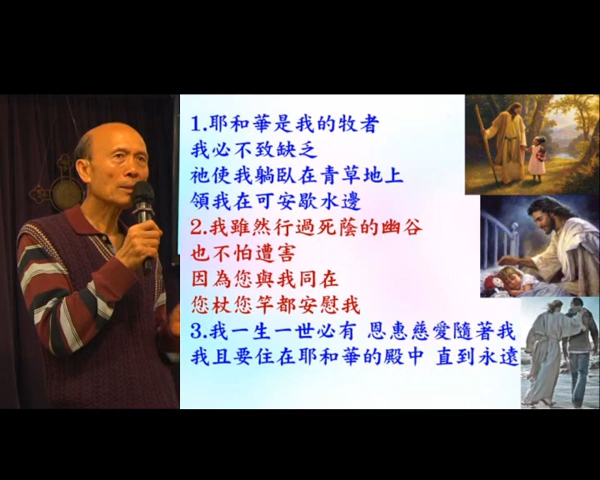 1.耶和華是我的牧者
我必不致缺乏
祂使我躺臥在青草地上
領我在可安歇水邊
2.我雖然行過死蔭的幽谷
也不怕遭害
因為您與我同在
您杖您竿都安慰我
3.我一生一世必有 恩惠慈愛隨著我
我且要住在耶和華的殿中 直到永遠